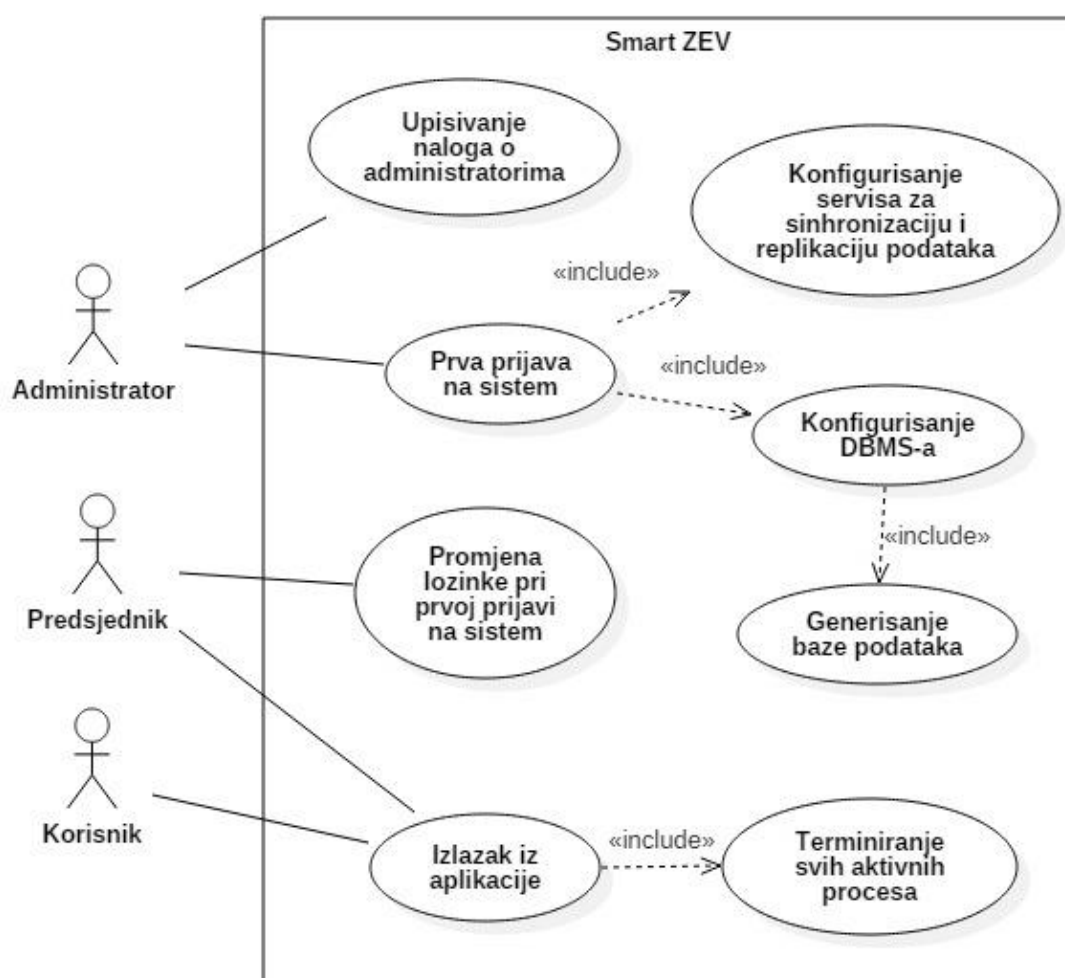 Smart ZEV
Upisivanje
naloga o
administratorima
Konfigurisanje
servisa za
sinhronizaciju i
replikaciju podataka
«include»
Administrator
Prva prijava
na sistem
«include»
Konfigurisanje
DBMS-a
«include»
Predsjednik
Promjena
lozinke pri
prvoj prijavi
na sistem
Generisanje
baze podataka
Korisnik
Izlazak iz
aplikacije
«include»
Terminiranje
svih aktivnih
procesa